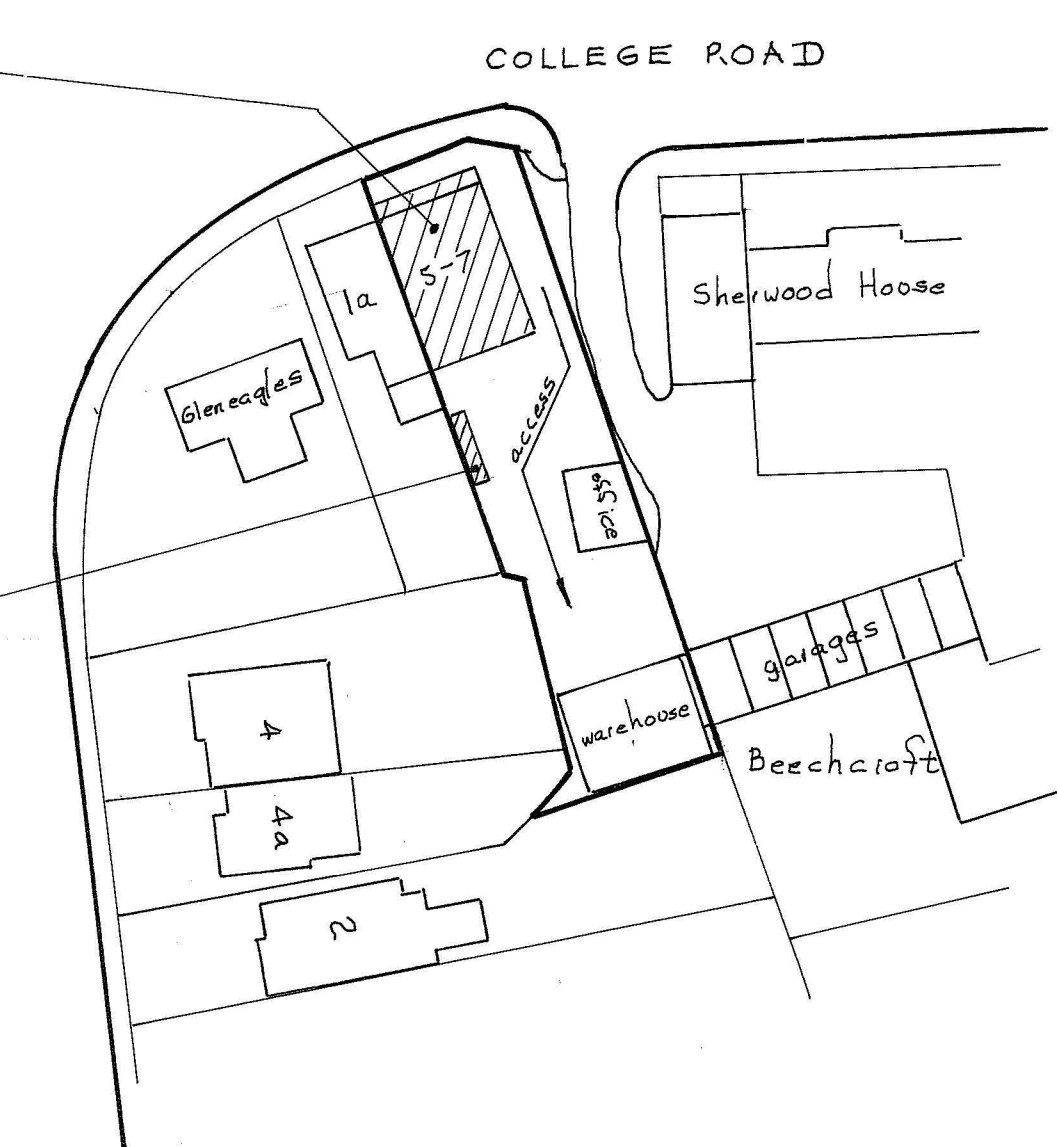 COLLEGE ROAD
5-7
1a
Sherwood Hoose
Gleneagles
access
office
garages
warehouse
4
Beechcroft
4a
2